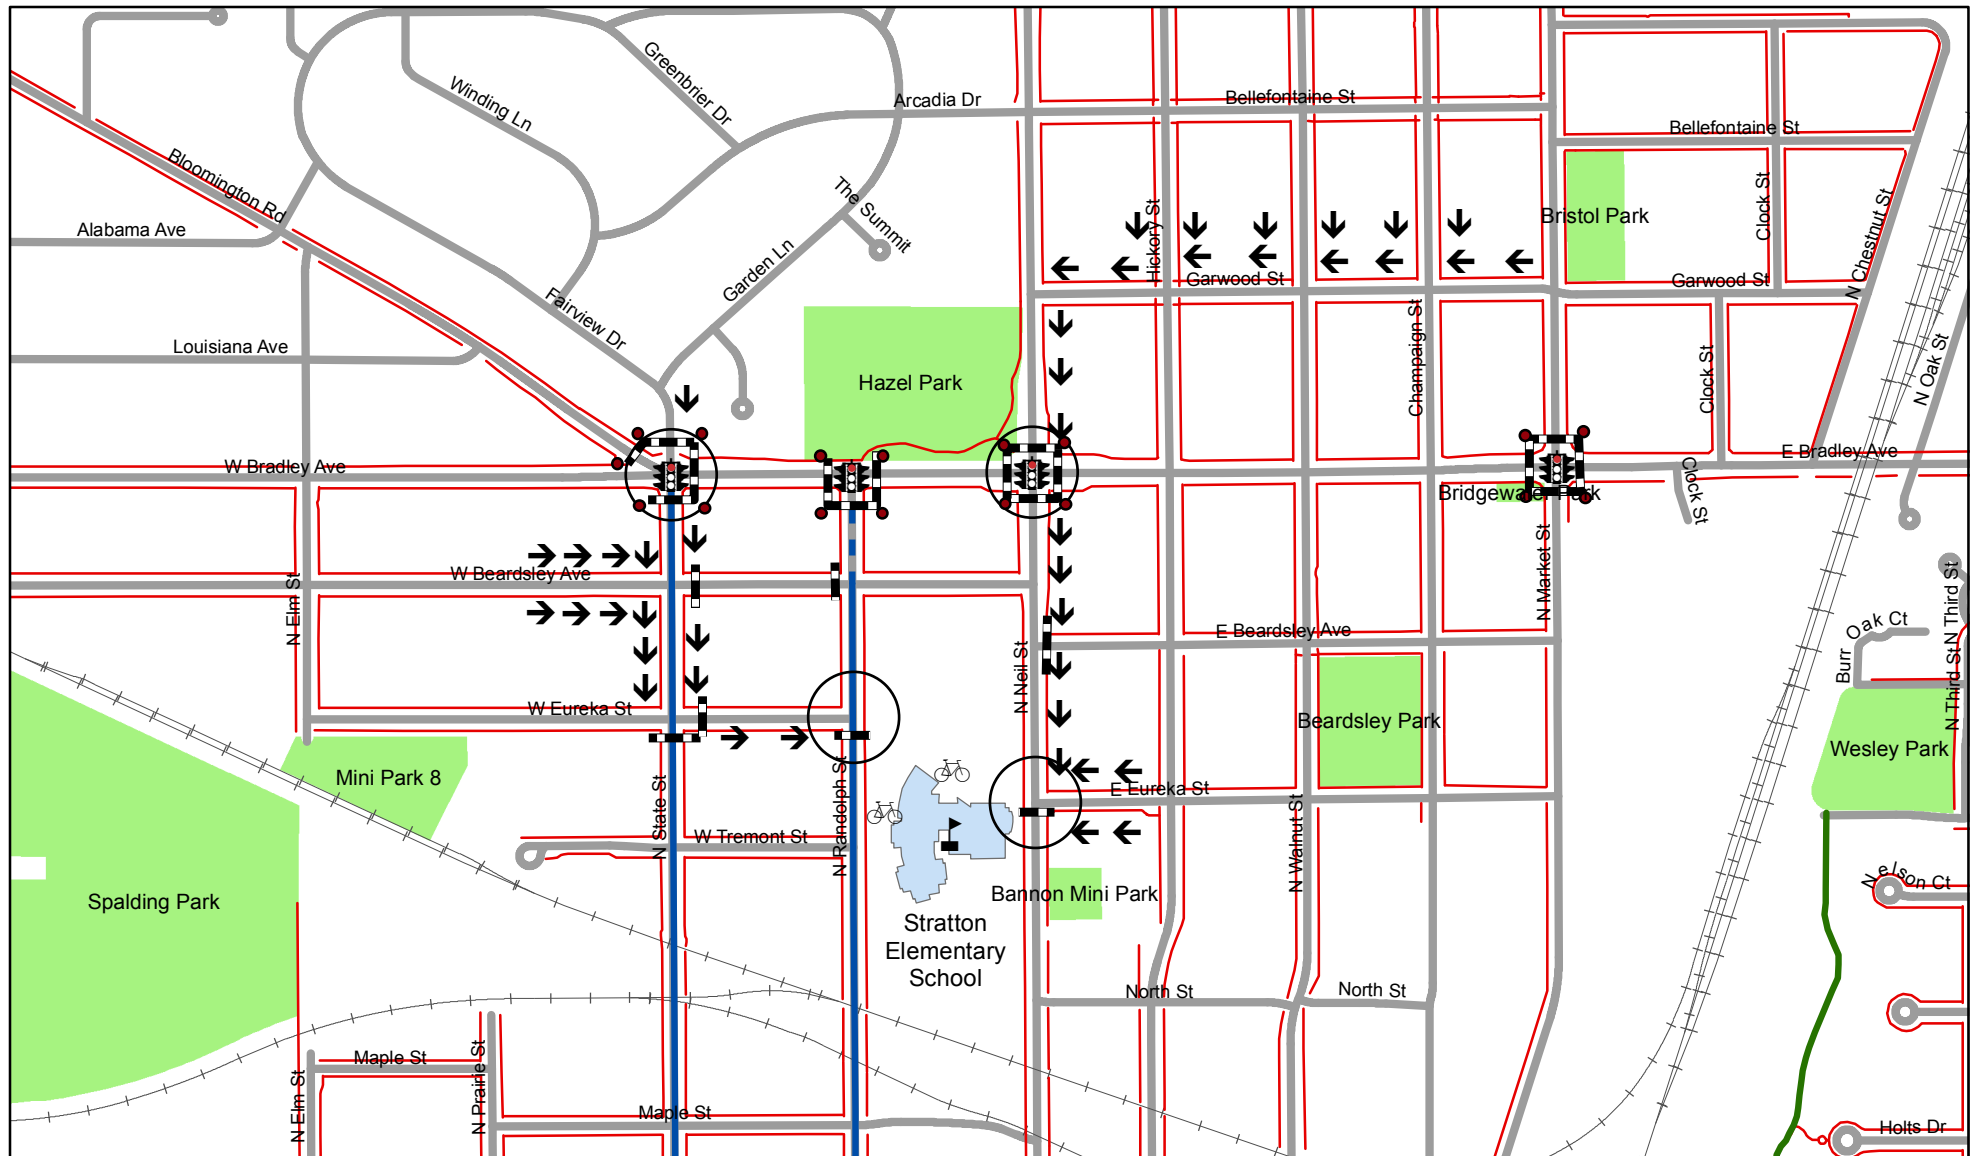 Greenbrier Dr
Winding Ln
Arcadia Dr
Bellefontaine St
Bellefontaine St
Bloomington Rd
Alabama Ave
The Summit
Hickory St
Bristol Park
Clock St
N Chestnut St
Garden Ln
Garwood St
Garwood St
Fairview Dr
Louisiana Ave
Hazel Park
Champaign St
Clock St
N Oak St
W Bradley Ave
E Bradley Ave
Bridgewater Park
Clock St
N Market St
W Beardsley Ave
N Elm St
E Beardsley Ave
Burr Oak Ct
N Third St
N Third St
N Neil St
W Eureka St
Beardsley Park
Wesley Park
Mini Park 8
E Eureka St
N State St
W Tremont St
N Randolph St
N Walnut St
Spalding Park
Bannon Mini Park
Nelson Ct
Stratton
Elementary
School
North St
North St
Maple St
N Elm St
N Prairie St
Maple St
Holts Dr